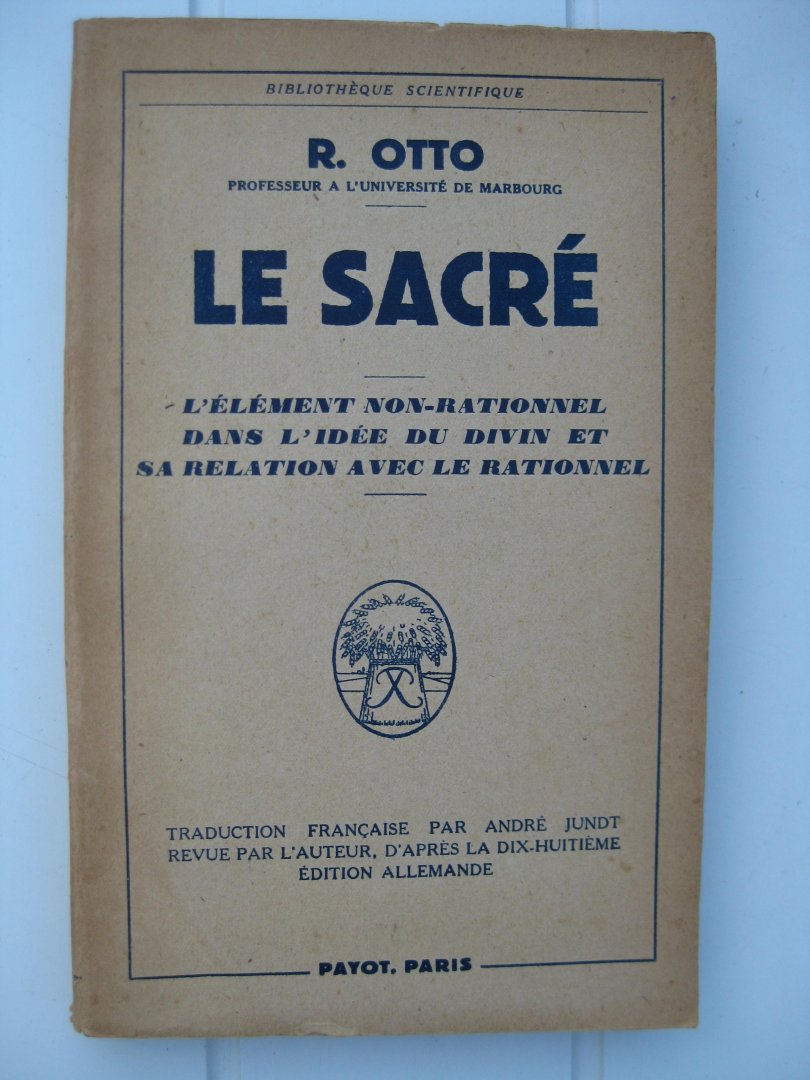 BIBLIOTHÈQUE SCIENTIFIQUE
R. OTTO
PROFESSEUR A L'UNIVERSITÉ DE MARBOURG
LE SACRÉ
L'ÉLÉMENT NON-RATIONNEL
DANS L'IDÉE DU DIVIN ET
SA RELATION AVEC LE RATIONNEL
TRADUCTION FRANÇAISE PAR ANDRÉ JUNDT
REVUE PAR L'AUTEUR, D'APRÈS LA DIX-HUITIÈME
ÉDITION ALLEMANDE
PAYOT, PARIS